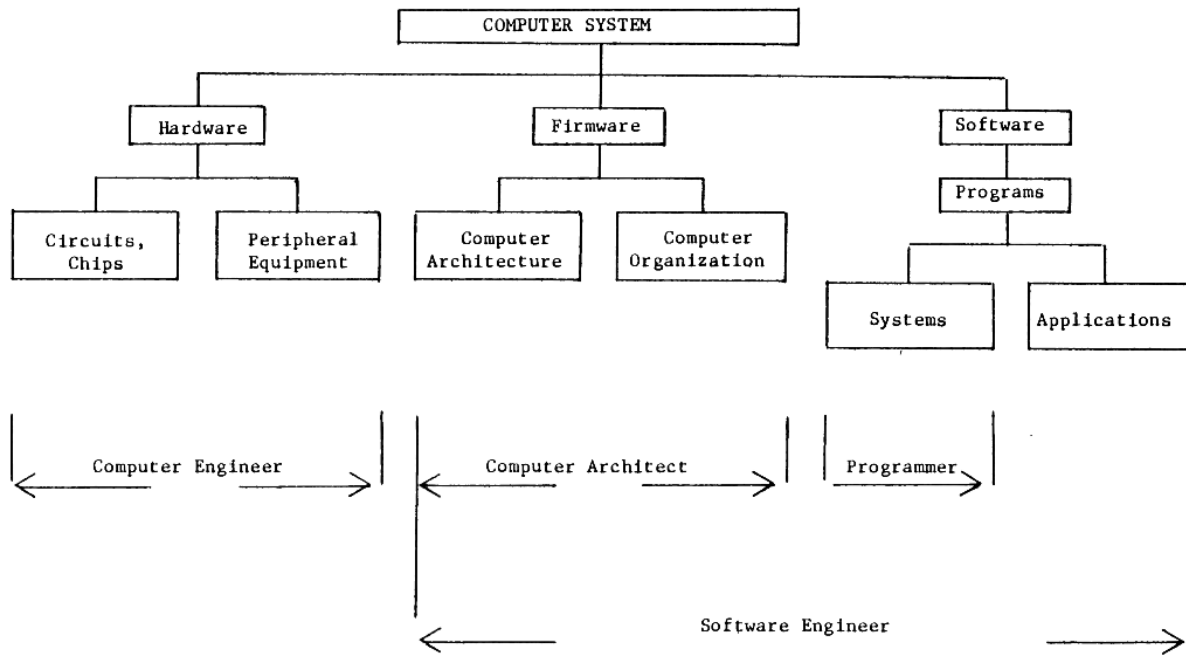 COMPUTER SYSTEM
Hardware
Firmware
Software
Programs
Circuits,
Chips
Peripheral
Equipment
Computer
Architecture
Computer
Organization
Systems
Applications
Computer Engineer
Computer Architect
Programmer
Software Engineer